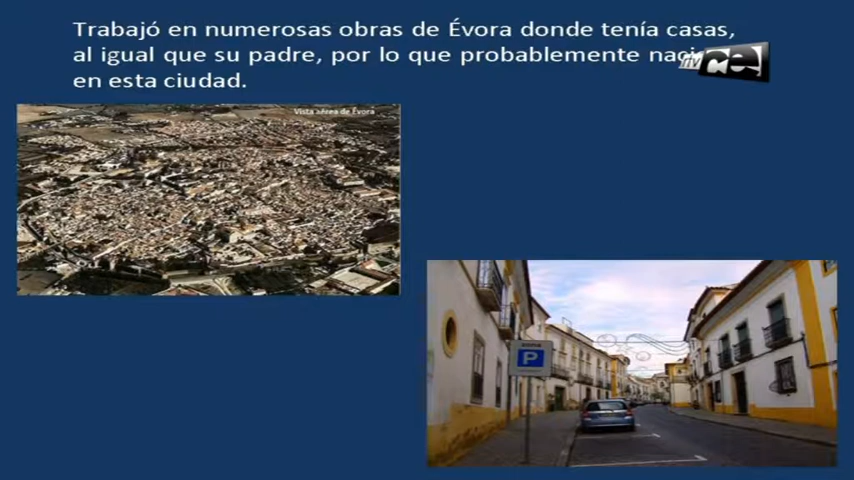 Trabajó en numerosas obras de Évora donde tenía casas,
al igual que su padre, por lo que probablemente
en esta ciudad.
Vista aérea de Évora
P